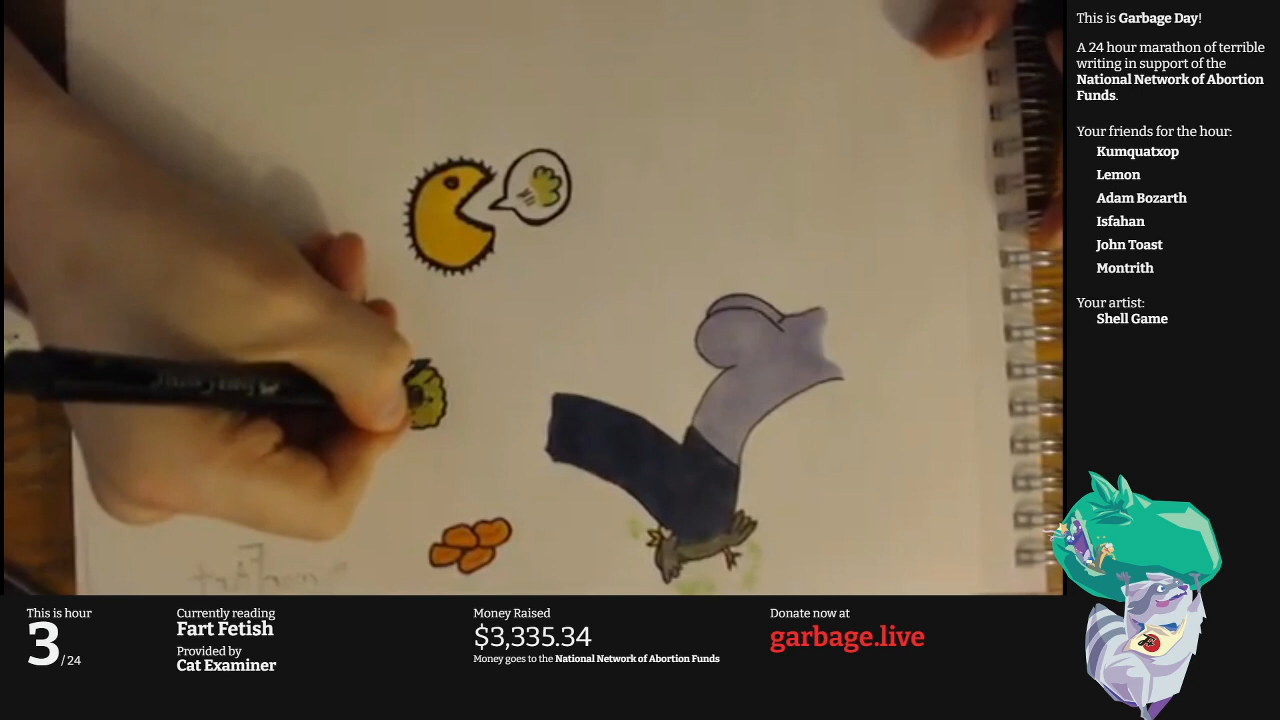 This is Garbage Day!
A 24 hour marathon of terrible
writing in support of the
National Network of Abortion
Funds.
Your friends for the hour:
Kumquatxop
Lemon
Adam Bozarth
Isfahan
John Toast
Montrith
Your artist:
Shell Game
This is hour
3/24
Currently reading
Fart Fetish
Provided by
Cat Examiner
Money Raised
$3,335.34
Money goes to the National Network of Abortion Funds
Donate now at
garbage.live